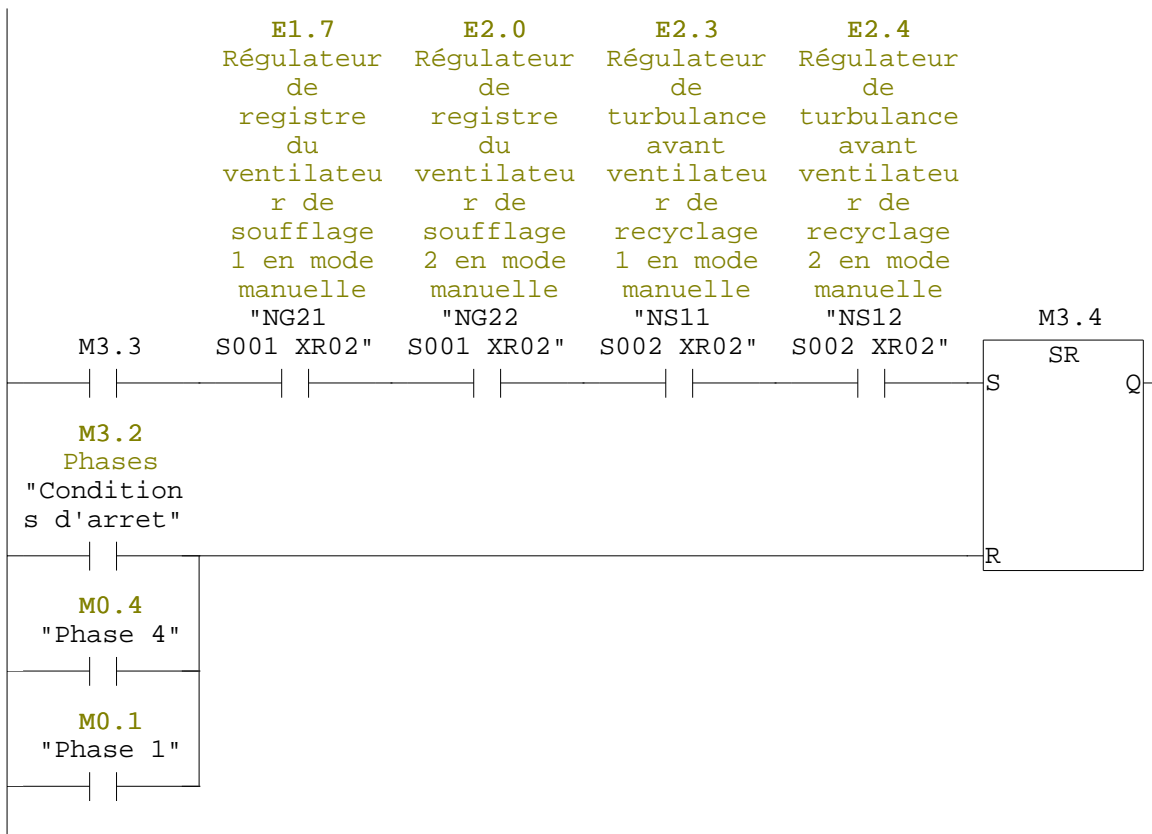 E1.7 E2.0 E2.3 E2.4
Régulateur Régulateur Régulateur Régulateur
de de de de
registre registre turbulance turbulance
du du avant avant
ventilateu ventilateu ventilateu ventilateu
r de r de r de r de
soufflage soufflage recyclage recyclage
1 en mode 2 en mode 1 en mode 2 en mode
manuelle manuelle manuelle manuelle
"NG21 "NG22 "NS11 "NS12 M3.4
M3.3 S001 XR02" S001 XR02" S002 XR02" S002 XR02" SR
S Q
M3.2
Phases
"Condition
s d'arret"
R
M0.4
"Phase 4"
M0.1
"Phase 1"